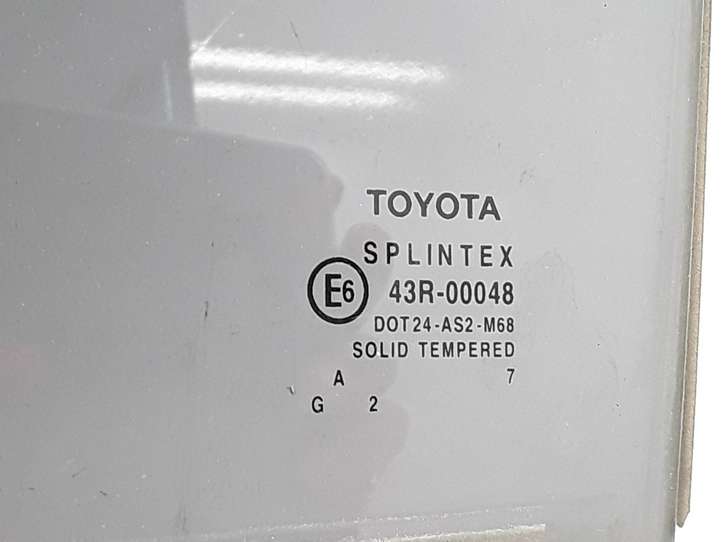 TOYOTA
SPLINTEX
E6 43R-00048
DOT24-AS2-M68
SOLID TEMPERED
A 7
G 2